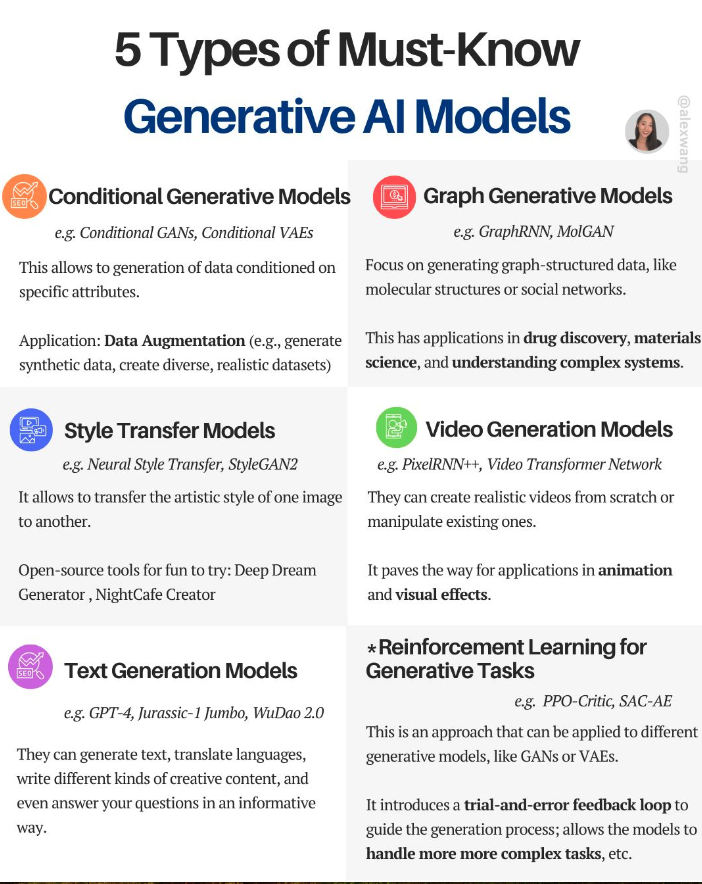 5 Types of Must-Know
Generative AI Models
@alexwang
SEO
Conditional Generative Models
e.g. Conditional GANs, Conditional VAEs
This allows to generation of data conditioned on
specific attributes.
Application: Data Augmentation (e.g., generate
synthetic data, create diverse, realistic datasets)
Graph Generative Models
e.g. GraphRNN, MolGAN
Focus on generating graph-structured data, like
molecular structures or social networks.
This has applications in drug discovery, materials
science, and understanding complex systems.
Style Transfer Models
e.g. Neural Style Transfer, StyleGAN2
It allows to transfer the artistic style of one image
to another.
Open-source tools for fun to try: Deep Dream
Generator , NightCafe Creator
Video Generation Models
e.g. PixelRNN++, Video Transformer Network
They can create realistic videos from scratch or
manipulate existing ones.
It paves the way for applications in animation
and visual effects.
SEO
Text Generation Models
e.g. GPT-4, Jurassic-1 Jumbo, WuDao 2.0
They can generate text, translate languages,
write different kinds of creative content, and
even answer your questions in an informative
way.
*Reinforcement Learning for
Generative Tasks
e.g. PPO-Critic, SAC-AE
This is an approach that can be applied to different
generative models, like GANs or VAEs.
It introduces a trial-and-error feedback loop to
guide the generation process; allows the models to
handle more more complex tasks, etc.